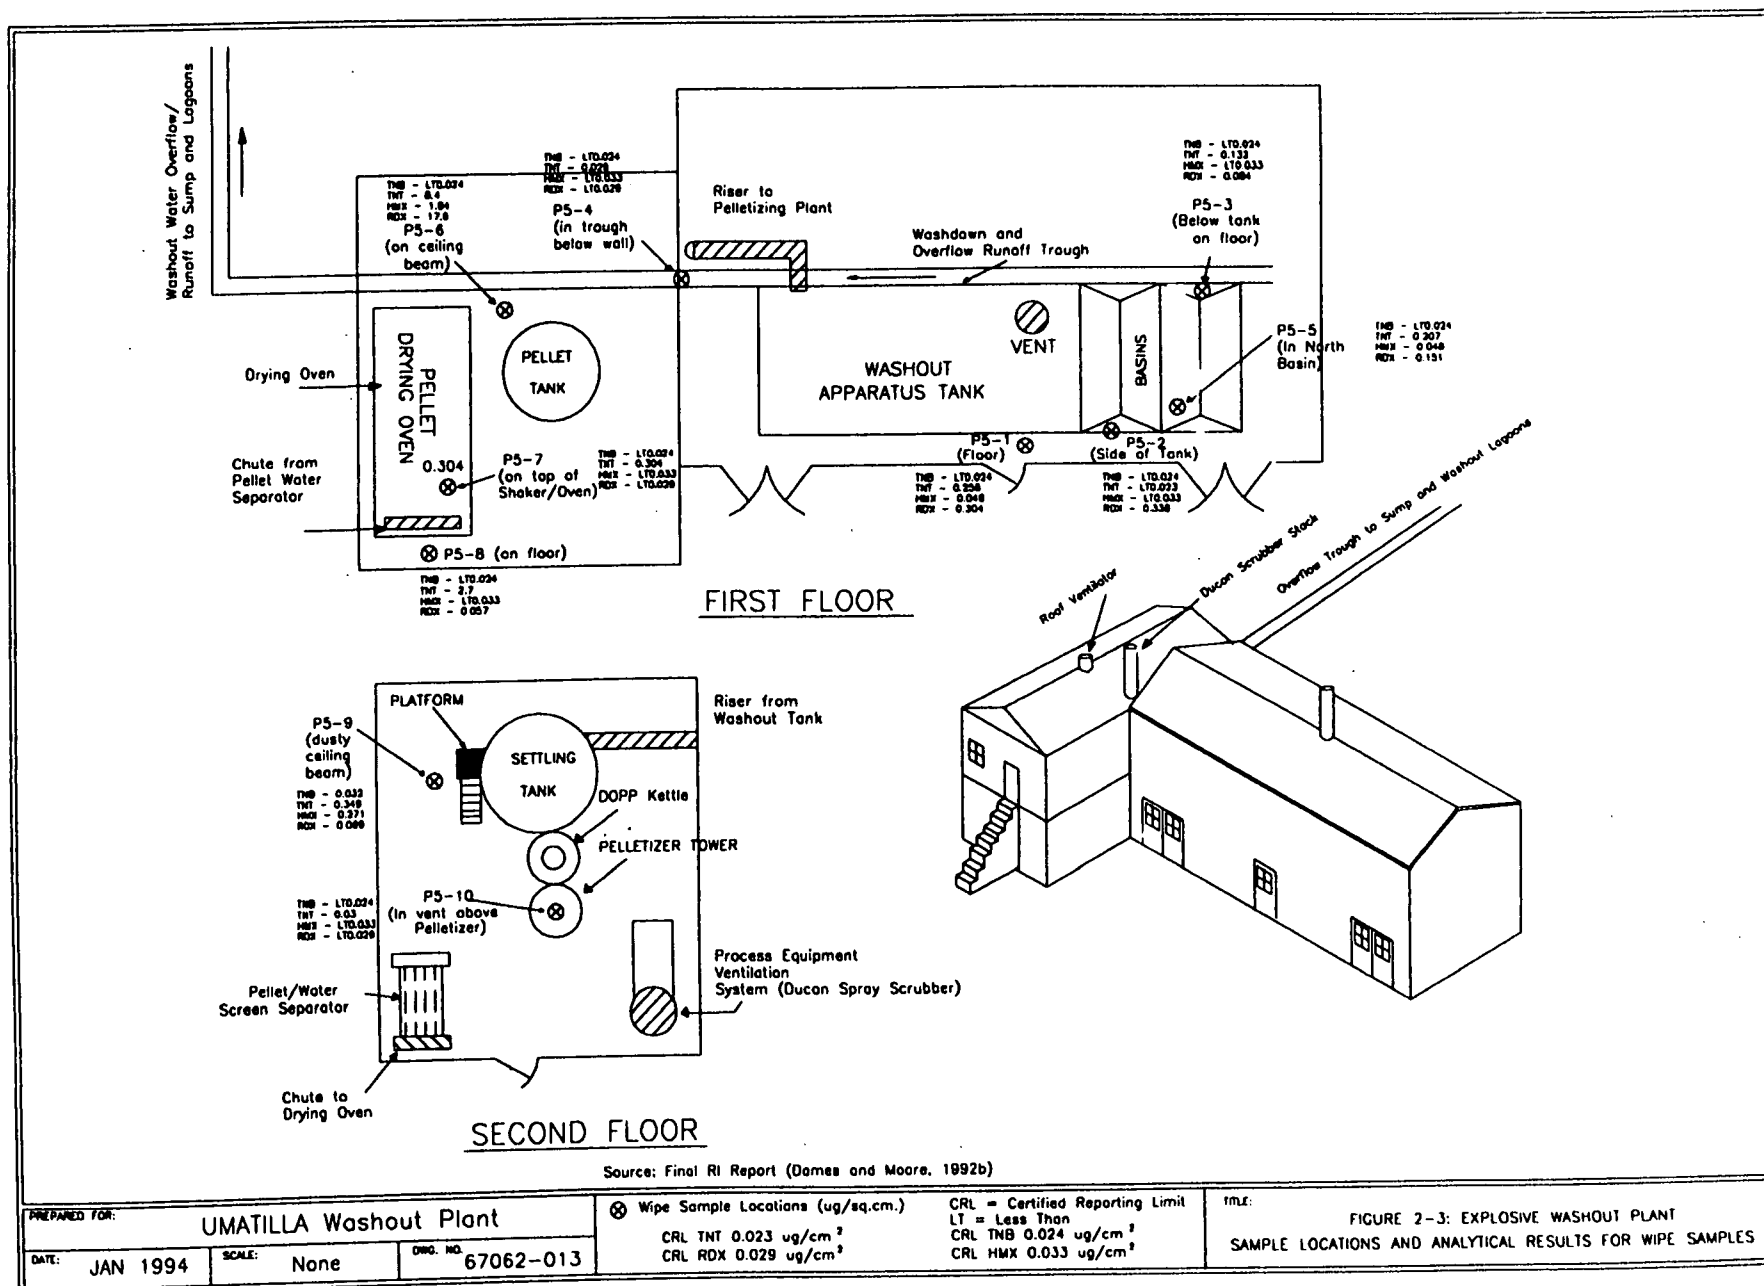 Washout Water Overflow/
Runoff to Sump and Lagoons
TNB - LT0.024
TNT - 8.4
HMX - 1.84
RDX - 17.8
P5-6
(on ceiling
beam)
TNB - LT0.024
TNT - 0.028
HMX - LT0.033
RDX - LT0.029
P5-4
(in trough
below wall)
Riser to
Pelletizing Plant
Washdown and
Overflow Runoff Trough
TNB - LT0.024
TNT - 0.133
HMX - LT0.033
RDX - 0.084
P5-3
(Below tank
on floor)
PELLET
DRYING OVEN
0.304
Drying Oven
PELLET
TANK
VENT
WASHOUT
APPARATUS TANK
BASINS
P5-5
(In North
Basin)
TNB - LT0.024
TNT - 0.207
HMX - 0.048
RDX - 0.151
Chute from
Pellet Water
Separator
P5-7
(on top of
Shaker/Oven)
TNB - LT0.024
TNT - 0.304
HMX - LT0.033
RDX - LT0.029
P5-1
(Floor)
TNB - LT0.024
TNT - 0.258
HMX - 0.048
RDX - 0.304
P5-2
(Side of Tank)
TNB - LT0.024
TNT - LT0.023
HMX - LT0.033
RDX - 0.338
P5-8 (on floor)
TNB - LT0.024
TNT - 2.7
HMX - LT0.033
RDX - 0.057
FIRST FLOOR
Roof Ventilator
Ducon Scrubber Stack
Overflow Trough to Sump and Washout Lagoons
PLATFORM
P5-9
(dusty
ceiling
beam)
TNB - 0.032
TNT - 0.349
HMX - 0.271
RDX - 0.099
SETTLING
TANK
Riser from
Washout Tank
DOPP Kettle
PELLETIZER TOWER
P5-10
(In vent above
Pelletizer)
TNB - LT0.024
TNT - 0.03
HMX - LT0.033
RDX - LT0.029
Pellet/Water
Screen Separator
Process Equipment
Ventilation
System (Ducon Spray Scrubber)
Chute to
Drying Oven
SECOND FLOOR
Source: Final RI Report (Dames and Moore, 1992b)
PREPARED FOR:
UMATILLA Washout Plant
DATE: JAN 1994
SCALE: None
DWG. NO. 67062-013
Wipe Sample Locations (ug/sq.cm.)
CRL TNT 0.023 ug/cm²
CRL RDX 0.029 ug/cm²
CRL = Certified Reporting Limit
LT = Less Than
CRL TNB 0.024 ug/cm²
CRL HMX 0.033 ug/cm²
TITLE:
FIGURE 2-3: EXPLOSIVE WASHOUT PLANT
SAMPLE LOCATIONS AND ANALYTICAL RESULTS FOR WIPE SAMPLES